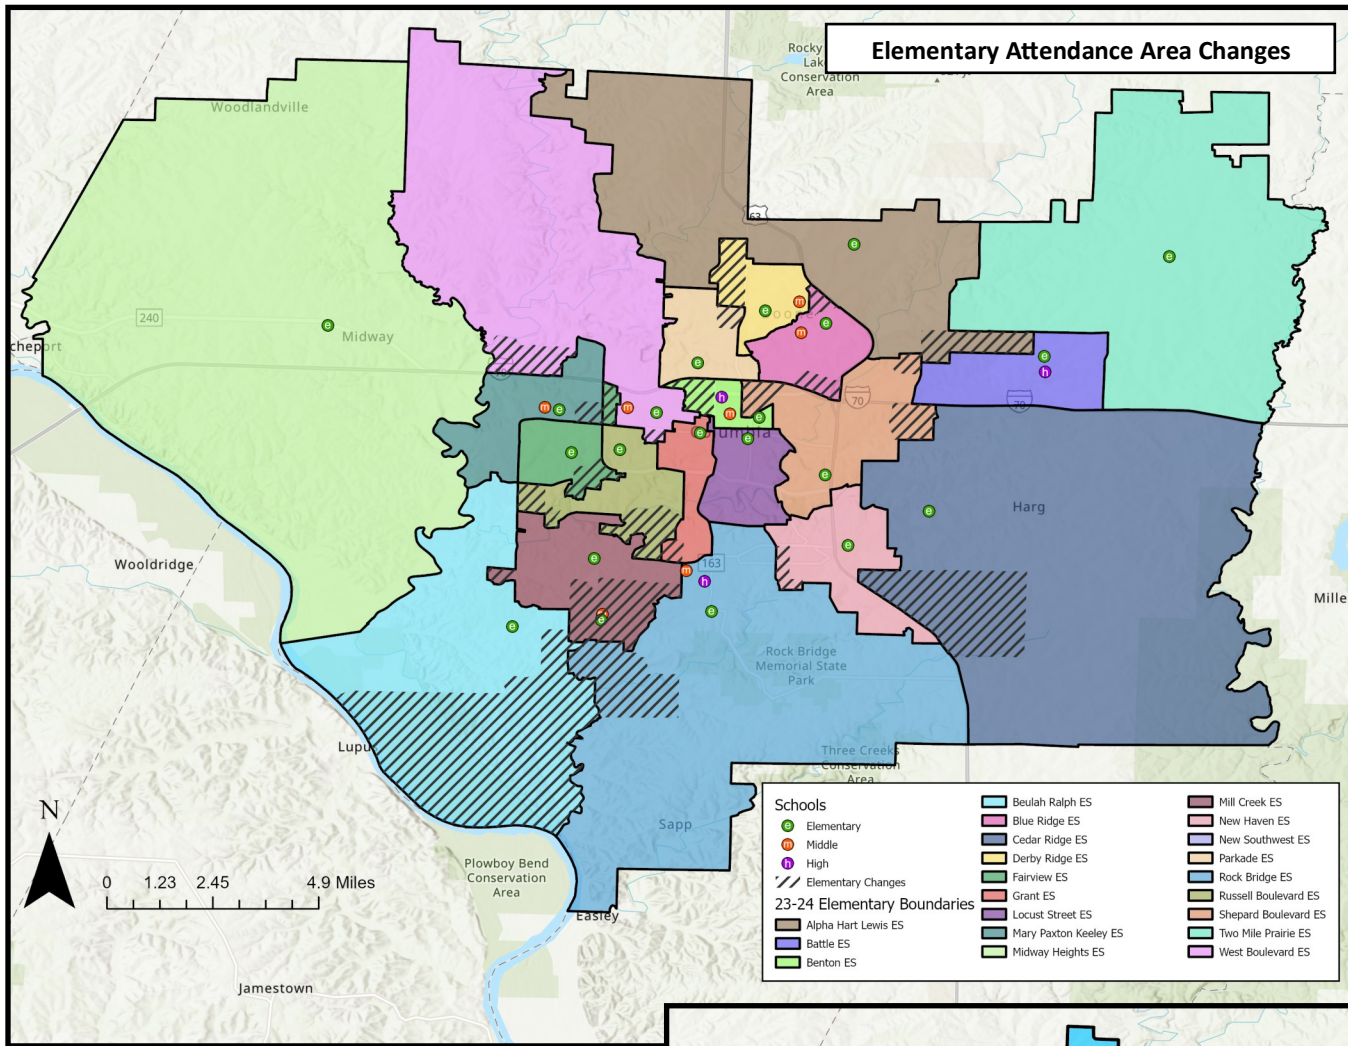 Elementary Attendance Area Changes
Rocky
Lake
Conservation
Area
Woodlandville
63
240
Midway
cheport
70
70
Columbia
Harg
Wooldridge
163
Mille
Rock Bridge
Memorial State
Park
Lupu
Three Creeks
Conservation
Area
Sapp
N
Plowboy Bend
Conservation
Area
0 1.23 2.45 4.9 Miles
Easley
Jamestown
Schools
e Elementary
m Middle
h High
Elementary Changes
23-24 Elementary Boundaries
Alpha Hart Lewis ES
Battle ES
Benton ES
Beulah Ralph ES
Blue Ridge ES
Cedar Ridge ES
Derby Ridge ES
Fairview ES
Grant ES
Locust Street ES
Mary Paxton Keeley ES
Midway Heights ES
Mill Creek ES
New Haven ES
New Southwest ES
Parkade ES
Rock Bridge ES
Russell Boulevard ES
Shepard Boulevard ES
Two Mile Prairie ES
West Boulevard ES